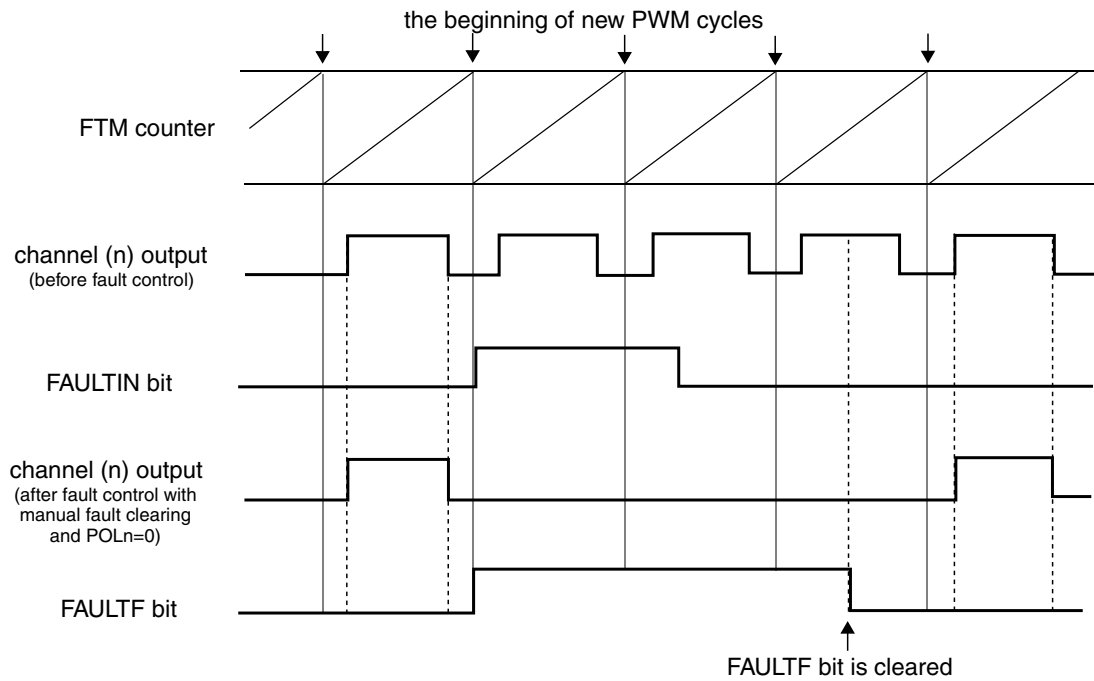 the beginning of new PWM cycles
FTM counter
channel (n) output
(before fault control)
FAULTIN bit
channel (n) output
(after fault control with
manual fault clearing
and POLn=0)
FAULTF bit
FAULTF bit is cleared